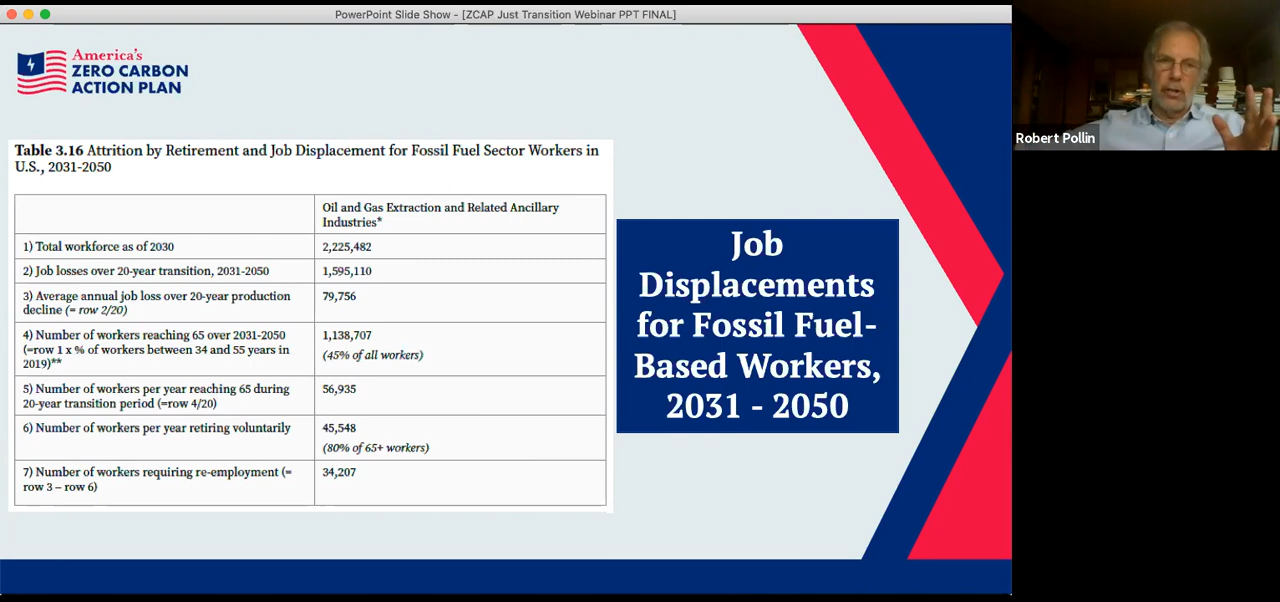 PowerPoint Slide Show - [ZCAP Just Transition Webinar PPT FINAL]
America's
ZERO CARBON
ACTION PLAN
Robert Pollin
Table 3.16 Attrition by Retirement and Job Displacement for Fossil Fuel Sector Workers in
U.S., 2031-2050
Oil and Gas Extraction and Related Ancillary
Industries*
1) Total workforce as of 2030
2,225,482
2) Job losses over 20-year transition, 2031-2050
1,595,110
3) Average annual job loss over 20-year production
decline (= row 2/20)
79,756
4) Number of workers reaching 65 over 2031-2050
(=row 1 x % of workers between 34 and 55 years in
2019)**
1,138,707
(45% of all workers)
5) Number of workers per year reaching 65 during
20-year transition period (=row 4/20)
56,935
6) Number of workers per year retiring voluntarily
45,548
(80% of 65+ workers)
7) Number of workers requiring re-employment (=
row 3 – row 6)
34,207
Job
Displacements
for Fossil Fuel-
Based Workers,
2031 - 2050